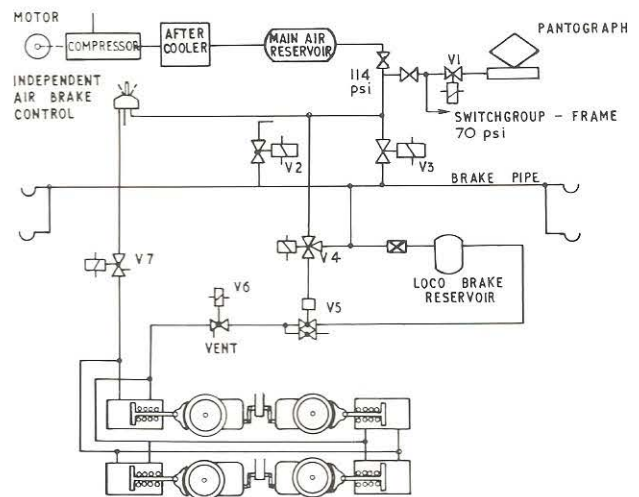 MOTOR
COMPRESSOR
AFTER
COOLER
MAIN AIR
RESERVOIR
PANTOGRAPH
V1
114
psi
INDEPENDENT
AIR BRAKE
CONTROL
SWITCHGROUP - FRAME
70 psi
V2
V3
BRAKE PIPE
V4
V7
LOCO BRAKE
RESERVOIR
V6
V5
VENT